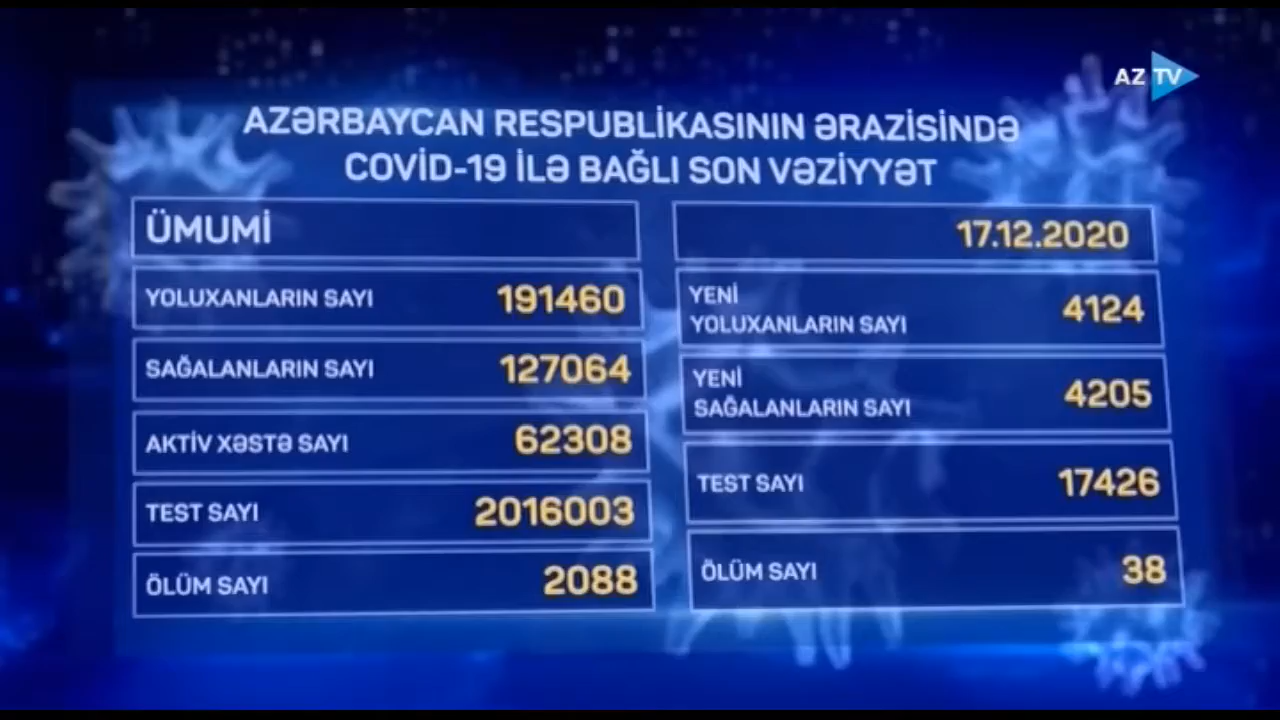 AZ TV
AZƏRBAYCAN RESPUBLİKASININ ƏRAZİSİNDƏ
COVİD-19 İLƏ BAĞLI SON VƏZİYYƏT
ÜMUMİ
YOLUXANLARIN SAYI 191460
SAĞALANLARIN SAYI 127064
AKTİV XƏSTƏ SAYI 62308
TEST SAYI 2016003
ÖLÜM SAYI 2088
17.12.2020
YENİ
YOLUXANLARIN SAYI 4124
YENİ
SAĞALANLARIN SAYI 4205
TEST SAYI 17426
ÖLÜM SAYI 38